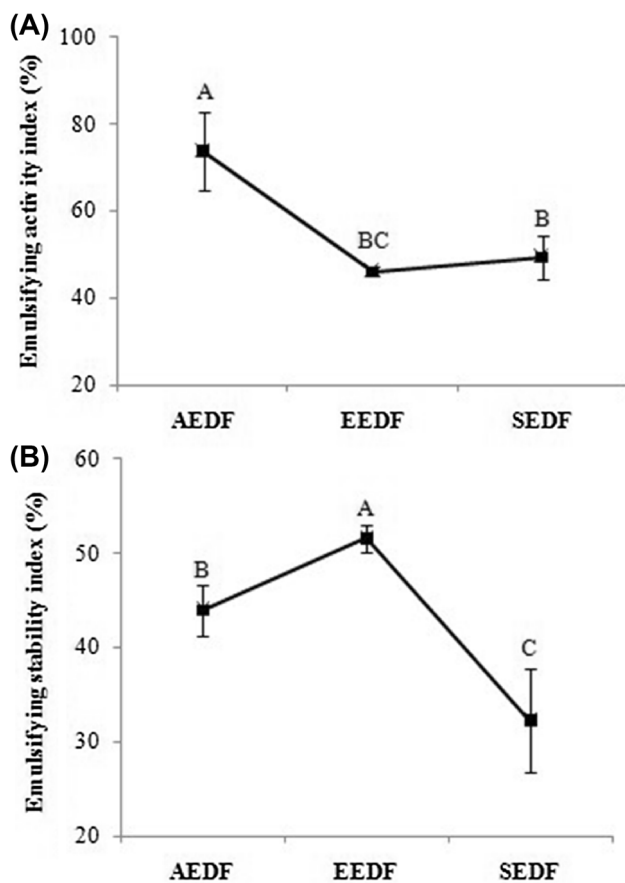 (A)
Emulsifying activity index (%)
100
80
60
40
20
A
BC
B
AEDF EEDF SEDF
(B)
Emulsifying stability index (%)
60
50
40
30
20
B
A
C
AEDF EEDF SEDF